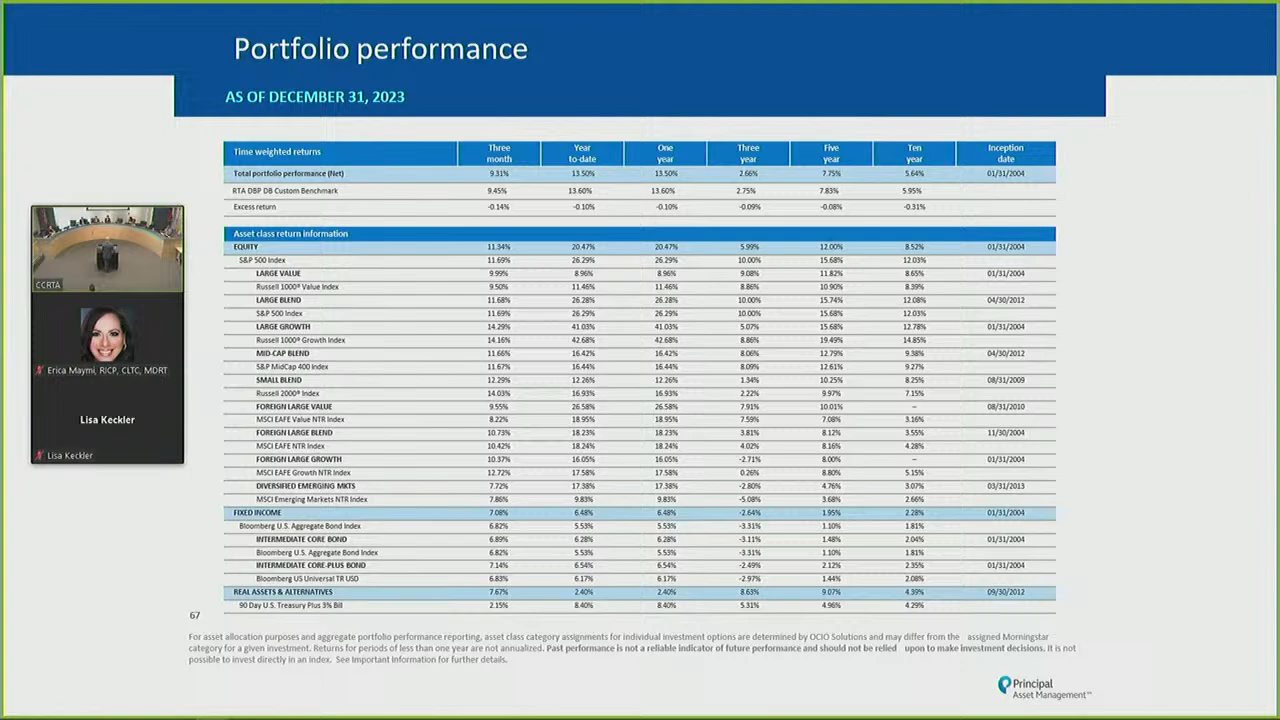 Portfolio performance
AS OF DECEMBER 31, 2023
Time weighted returns Three month Year to-date One year Three year Five year Ten year Inception date
Total portfolio performance (Net) 9.31% 13.50% 13.50% 2.66% 7.75% 5.64% 01/31/2004
RTA DBP DB Custom Benchmark 9.45% 13.60% 13.60% 2.75% 7.83% 5.95%
Excess return -0.14% -0.10% -0.10% -0.09% -0.08% -0.31%
Asset class return information
EQUITY 11.34% 20.47% 20.47% 5.99% 12.00% 8.52% 01/31/2004
S&P 500 Index 11.69% 26.29% 26.29% 10.00% 15.68% 12.03%
LARGE VALUE 9.99% 8.96% 8.96% 9.08% 11.82% 8.65% 01/31/2004
Russell 1000® Value Index 9.50% 11.46% 11.46% 8.86% 10.90% 8.39%
LARGE BLEND 11.68% 26.28% 26.28% 10.00% 15.74% 12.08% 04/30/2012
S&P 500 Index 11.69% 26.29% 26.29% 10.00% 15.68% 12.03%
LARGE GROWTH 14.29% 41.03% 41.03% 5.07% 15.68% 12.78% 01/31/2004
Russell 1000® Growth Index 14.16% 42.68% 42.68% 8.86% 19.49% 14.85%
MID-CAP BLEND 11.66% 16.42% 16.42% 8.06% 12.79% 9.38% 04/30/2012
S&P MidCap 400 Index 11.67% 16.44% 16.44% 8.09% 12.61% 9.27%
SMALL BLEND 12.29% 12.26% 12.26% 1.34% 10.25% 8.25% 08/31/2009
Russell 2000® Index 14.03% 16.93% 16.93% 2.22% 9.97% 7.15%
FOREIGN LARGE VALUE 9.55% 26.58% 26.58% 7.91% 10.01% – 08/31/2010
MSCI EAFE Value NTR Index 8.22% 18.95% 18.95% 7.59% 7.08% 3.16%
FOREIGN LARGE BLEND 10.73% 18.23% 18.23% 3.81% 8.12% 3.55% 11/30/2004
MSCI EAFE NTR Index 10.42% 18.24% 18.24% 4.02% 8.16% 4.28%
FOREIGN LARGE GROWTH 10.37% 16.05% 16.05% -2.71% 8.00% – 01/31/2004
MSCI EAFE Growth NTR Index 12.72% 17.58% 17.58% 0.26% 8.80% 5.15%
DIVERSIFIED EMERGING MKTS 7.72% 17.38% 17.38% -2.80% 4.76% 3.07% 03/31/2013
MSCI Emerging Markets NTR Index 7.86% 9.83% 9.83% -5.08% 3.68% 2.66%
FIXED INCOME 7.08% 6.48% 6.48% -2.64% 1.95% 2.28% 01/31/2004
Bloomberg U.S. Aggregate Bond Index 6.82% 5.53% 5.53% -3.31% 1.10% 1.81%
INTERMEDIATE CORE BOND 6.89% 6.28% 6.28% -3.11% 1.48% 2.04% 01/31/2004
Bloomberg U.S. Aggregate Bond Index 6.82% 5.53% 5.53% -3.31% 1.10% 1.81%
INTERMEDIATE CORE-PLUS BOND 7.14% 6.54% 6.54% -2.49% 2.12% 2.35% 01/31/2004
Bloomberg US Universal TR USD 6.83% 6.17% 6.17% -2.97% 1.44% 2.08%
REAL ASSETS & ALTERNATIVES 7.67% 2.40% 2.40% 8.63% 9.07% 4.39% 09/30/2012
90 Day U.S. Treasury Plus 3% Bill 2.15% 8.40% 8.40% 5.31% 4.96% 4.29%
67
For asset allocation purposes and aggregate portfolio performance reporting, asset class category assignments for individual investment options are determined by OCIO Solutions and may differ from the assigned Morningstar
category for a given investment. Returns for periods of less than one year are not annualized. Past performance is not a reliable indicator of future performance and should not be relied upon to make investment decisions. It is not
possible to invest directly in an index. See Important Information for further details.
Principal
Asset Management™
CCRTA
Erica Maymi, RICP, CLTC, MDRT
Lisa Keckler
Lisa Keckler